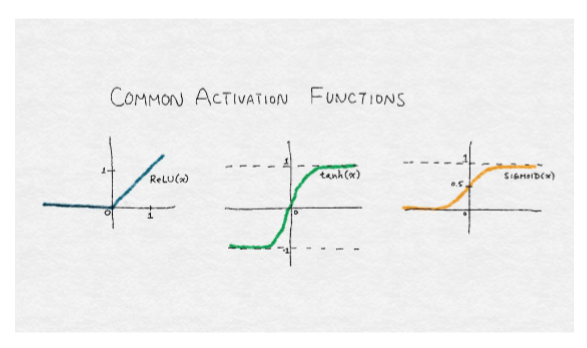 COMMON ACTIVATION FUNCTIONS
1
ReLU(x)
0
1
1
tanh(x)
0
-1
1
SIGMOID(x)
0.5
0